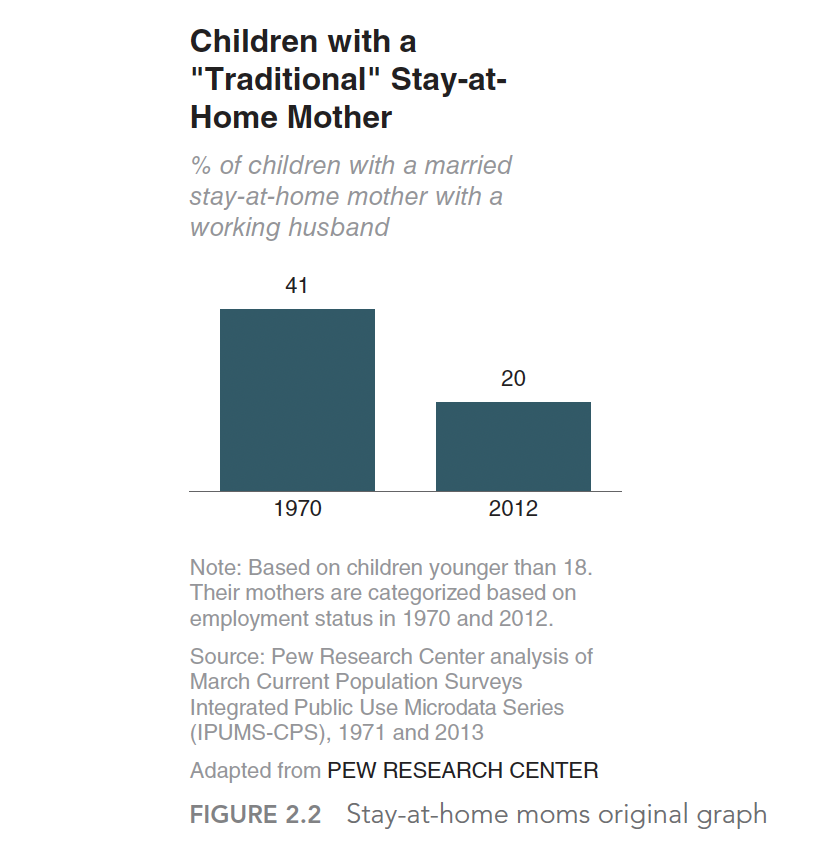 Children with a
"Traditional" Stay-at-
Home Mother
% of children with a married
stay-at-home mother with a
working husband
41
20
1970
2012
Note: Based on children younger than 18.
Their mothers are categorized based on
employment status in 1970 and 2012.
Source: Pew Research Center analysis of
March Current Population Surveys
Integrated Public Use Microdata Series
(IPUMS-CPS), 1971 and 2013
Adapted from PEW RESEARCH CENTER
FIGURE 2.2 Stay-at-home moms original graph